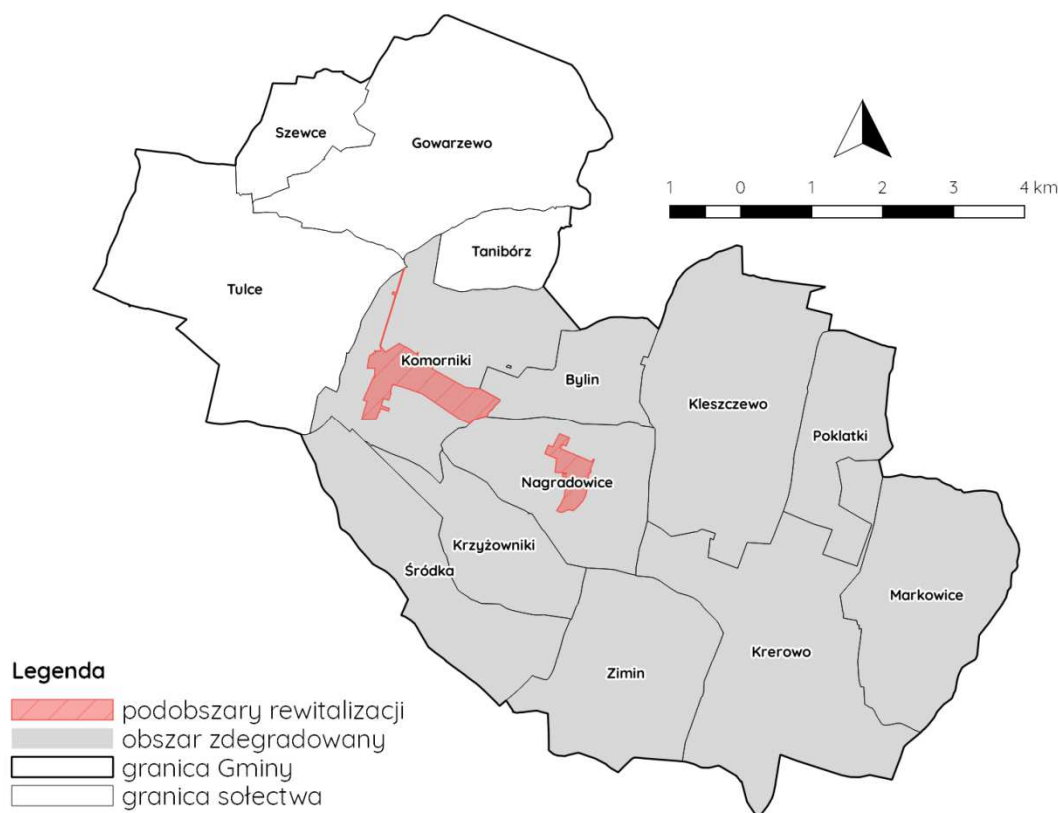 Szewce
Gowarzewo
1 0 1 2 3 4 km
Tanibórz
Tulce
Komorniki
Bylin
Kleszczewo
Poklatki
Nagradowice
Krzyżowniki
Śródka
Markowice
Krerowo
Zimin
Legenda
podobszary rewitalizacji
obszar zdegradowany
granica Gminy
granica sołectwa